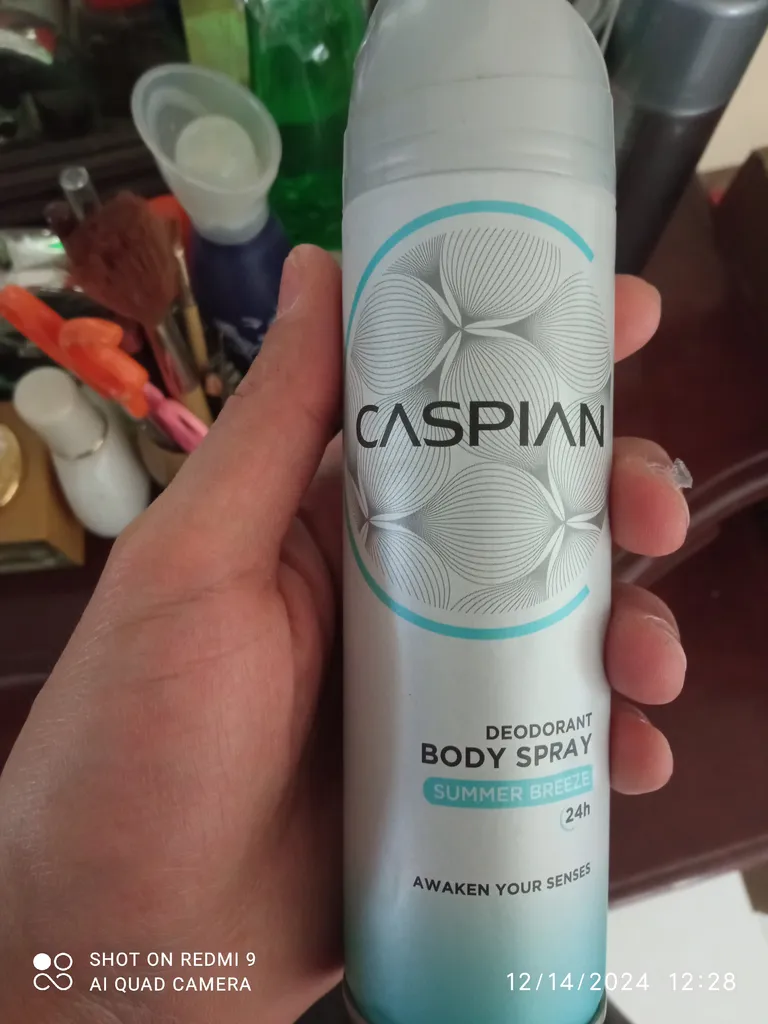 CASPIAN
DEODORANT
BODY SPRAY
SUMMER BREEZE
24h
AWAKEN YOUR SENSES
SHOT ON REDMI 9
AI QUAD CAMERA
12/14/2024 12:28